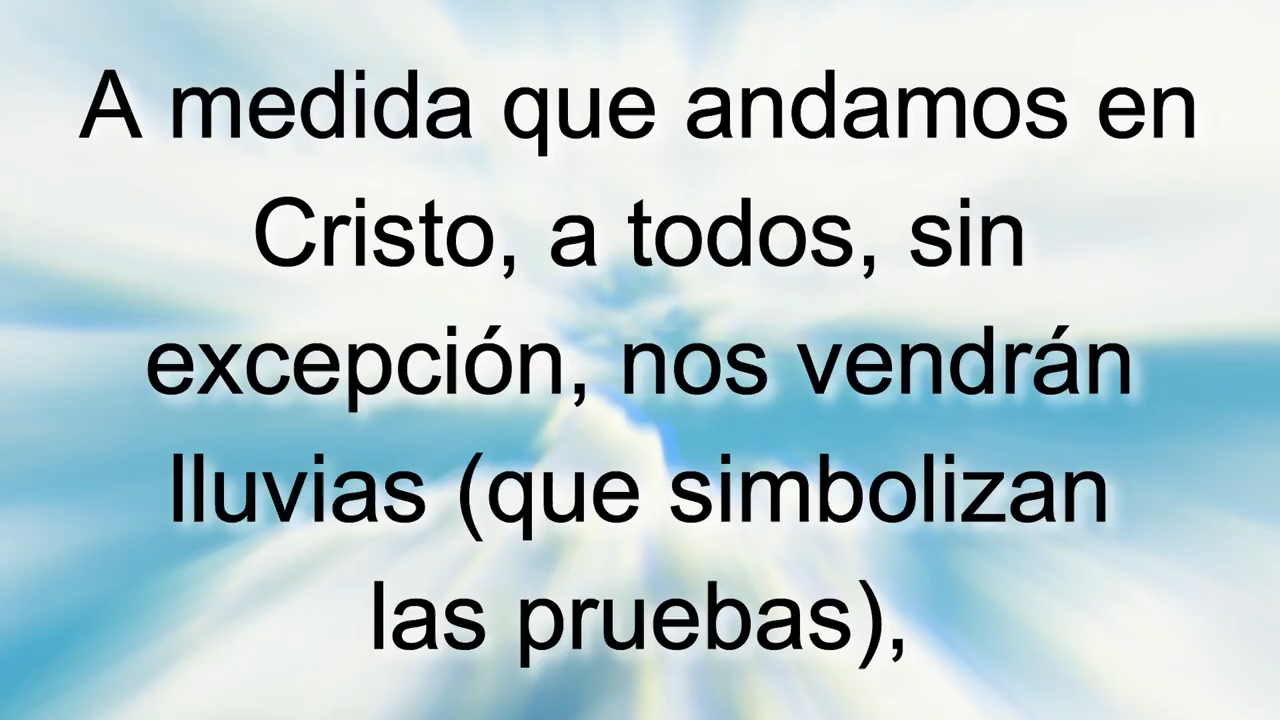 A medida que andamos en
Cristo, a todos, sin
excepción, nos vendrán
lluvias (que simbolizan
las pruebas),